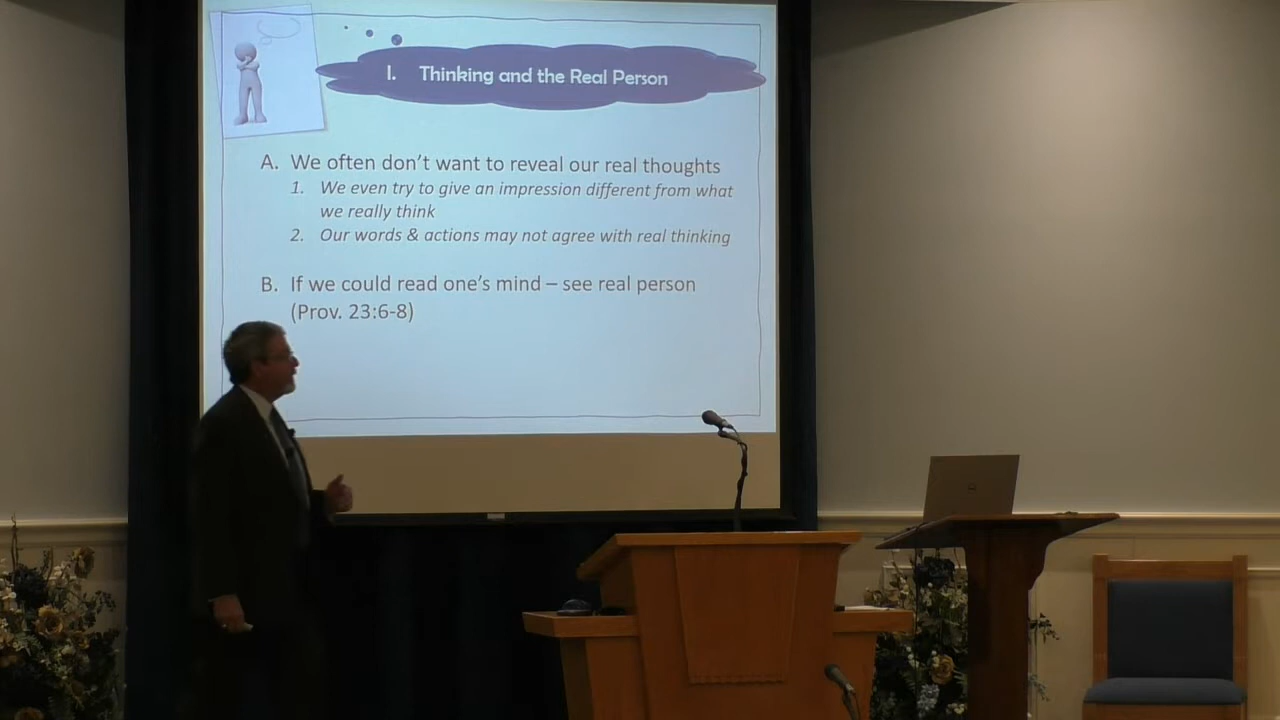 I. Thinking and the Real Person
A. We often don't want to reveal our real thoughts
1. We even try to give an impression different from what
we really think
2. Our words & actions may not agree with real thinking
B. If we could read one's mind – see real person
(Prov. 23:6-8)